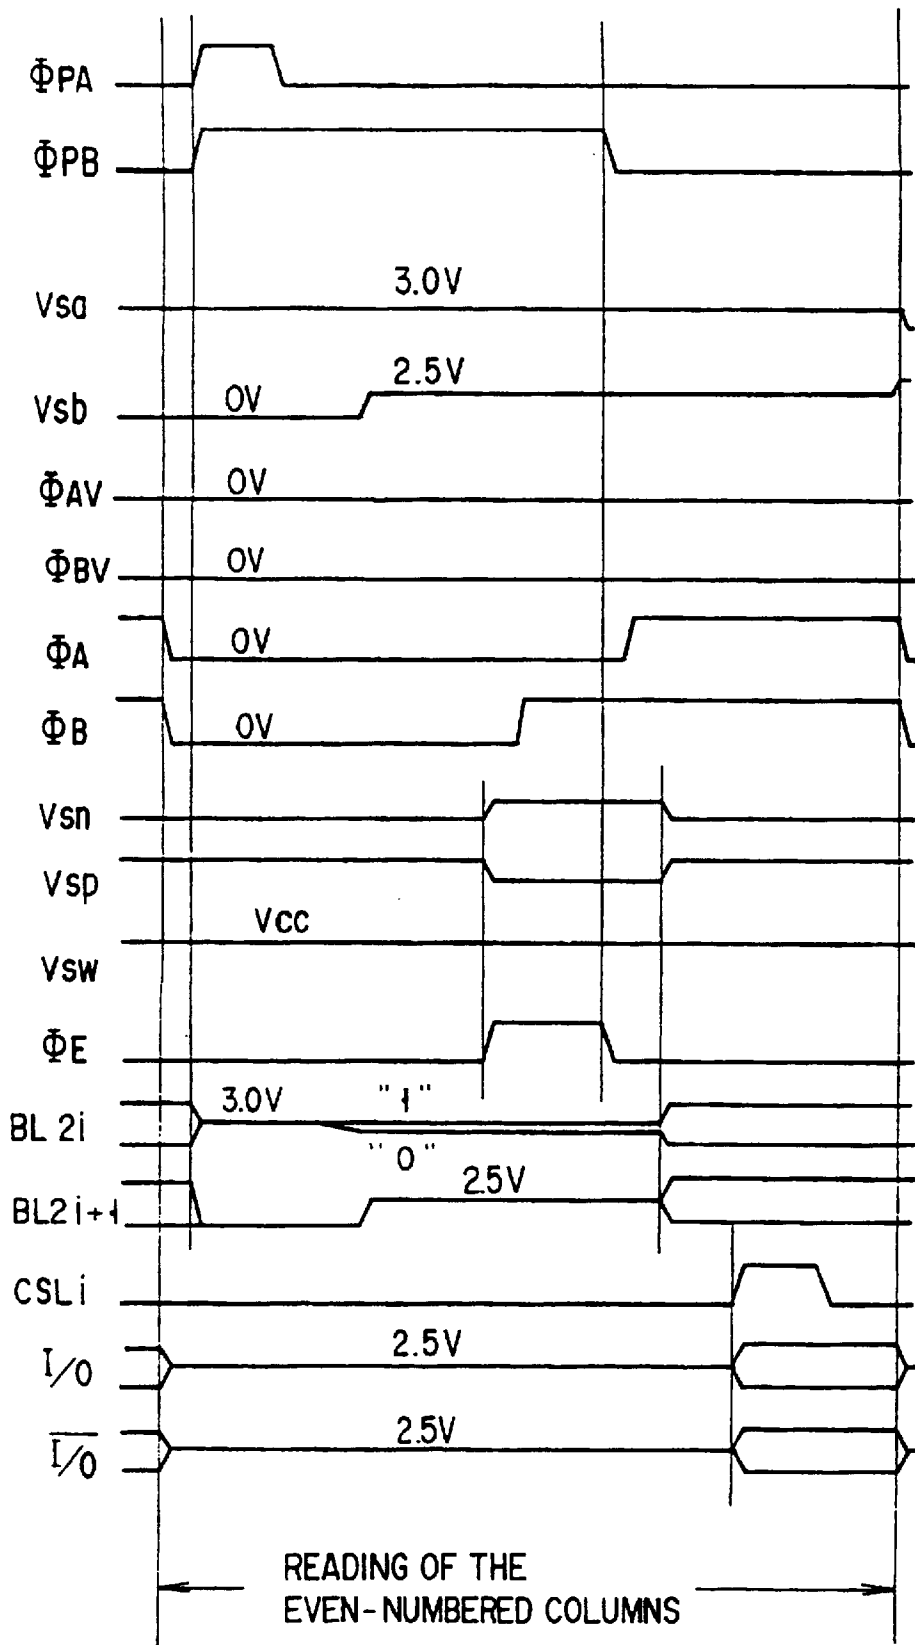 ΦPA
ΦPB
3.0V
Vsa
2.5V
Vsb 0V
ΦAV 0V
ΦBV 0V
ΦA 0V
ΦB 0V
Vsn
Vsp
Vcc
Vsw
ΦE
3.0V "1"
BL 2i
"0"
2.5V
BL2i+1
CSLi
I/O 2.5V
I/O 2.5V
READING OF THE
EVEN-NUMBERED COLUMNS